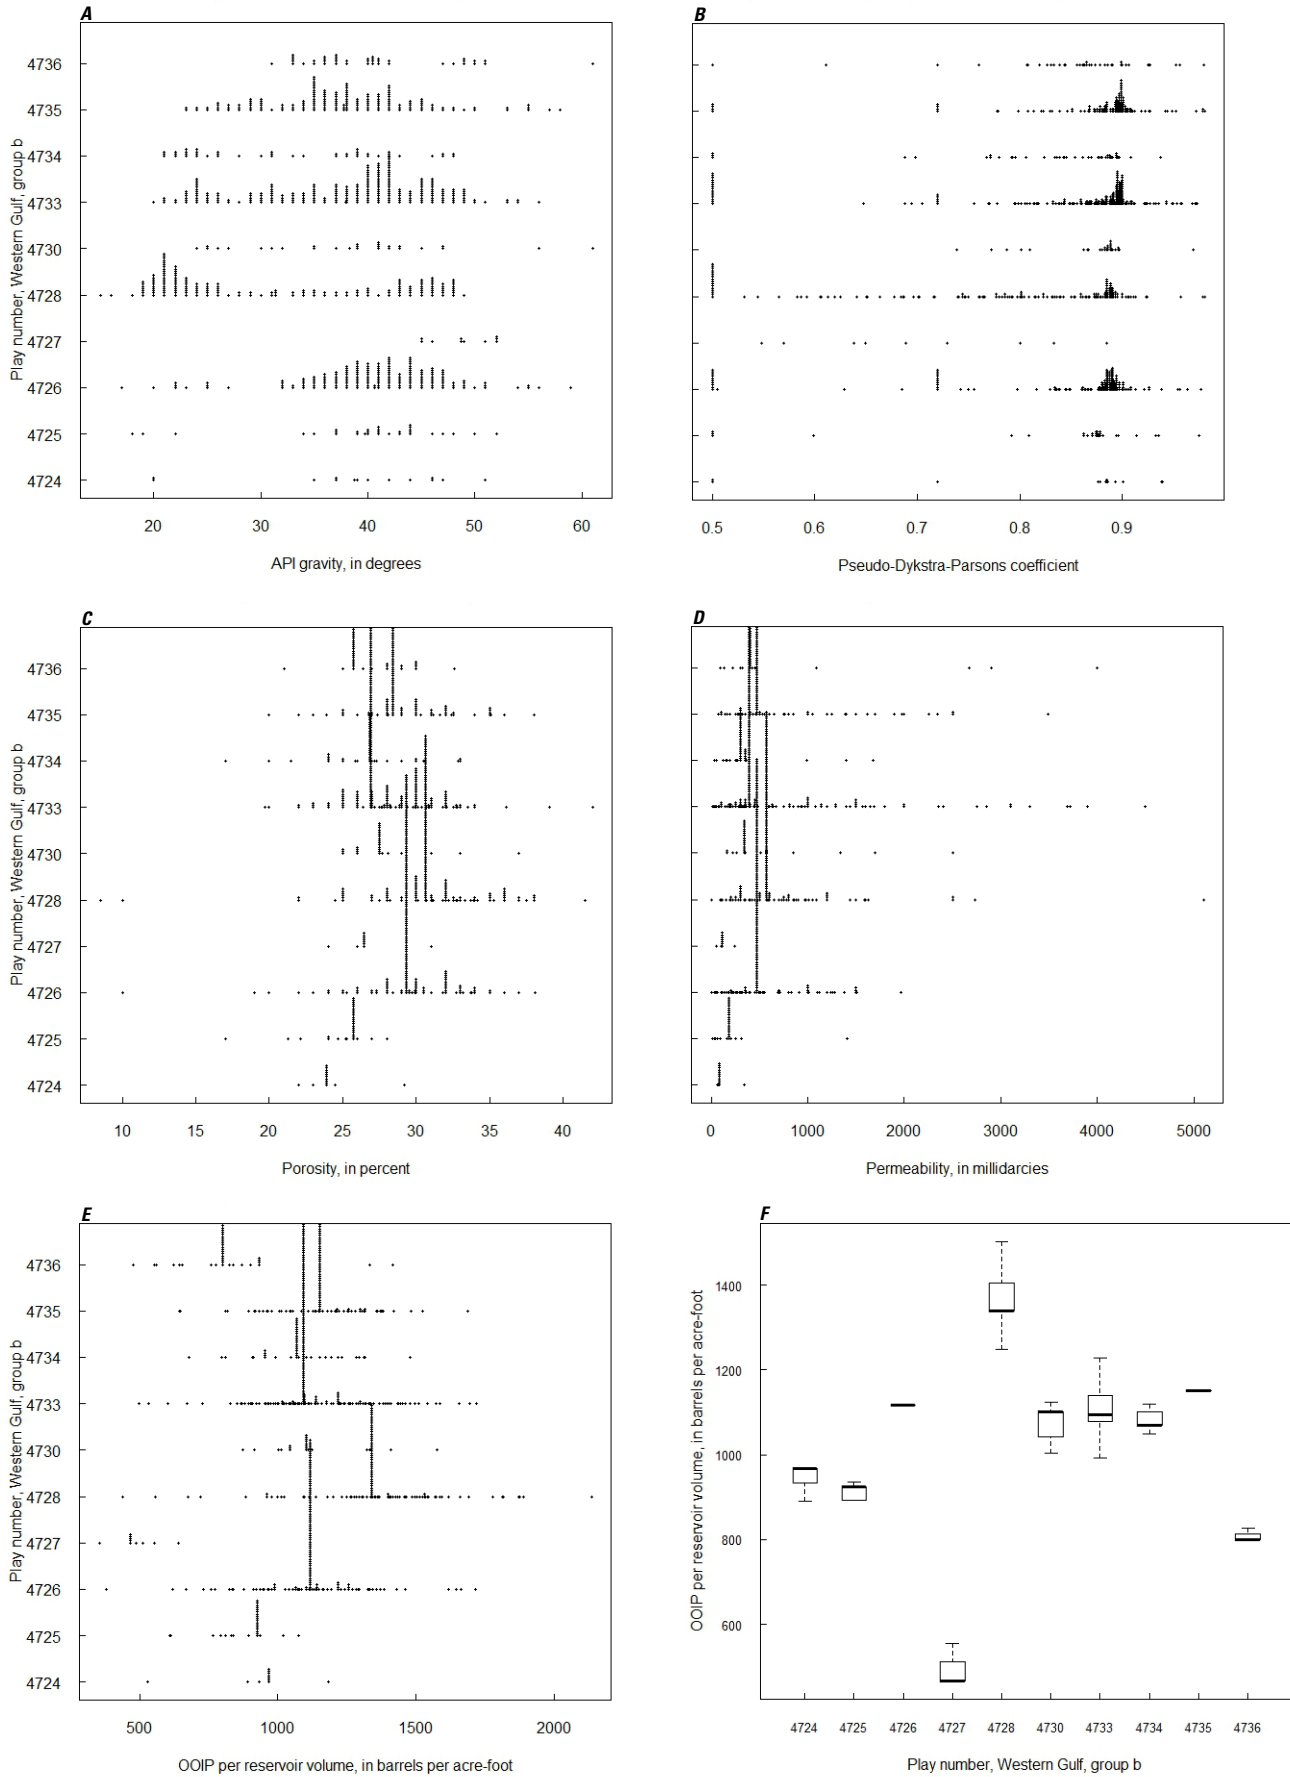 A
Play number, Western Gulf, group b
4736
4735
4734
4733
4730
4728
4727
4726
4725
4724
20 30 40 50 60
API gravity, in degrees
B
0.5 0.6 0.7 0.8 0.9
Pseudo-Dykstra-Parsons coefficient
C
Play number, Western Gulf, group b
4736
4735
4734
4733
4730
4728
4727
4726
4725
4724
10 15 20 25 30 35 40
Porosity, in percent
D
0 1000 2000 3000 4000 5000
Permeability, in millidarcies
E
Play number, Western Gulf, group b
4736
4735
4734
4733
4730
4728
4727
4726
4725
4724
500 1000 1500 2000
OOIP per reservoir volume, in barrels per acre-foot
F
OOIP per reservoir volume, in barrels per acre-foot
1400
1200
1000
800
600
4724 4725 4726 4727 4728 4730 4733 4734 4735 4736
Play number, Western Gulf, group b